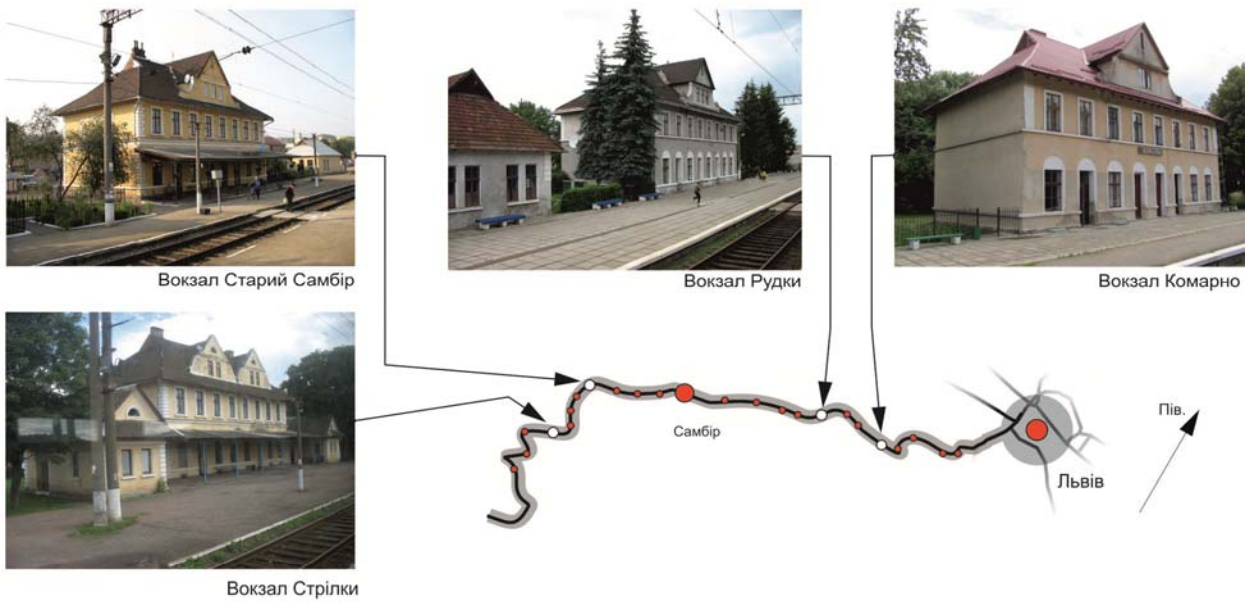 Вокзал Старий Самбір
Вокзал Рудки
Вокзал Комарно
Самбір
Пів.
Львів
Вокзал Стрілки